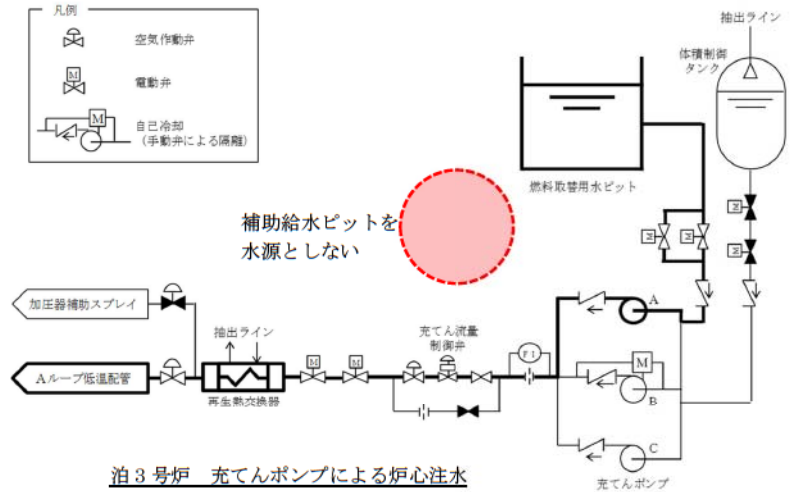 凡例
空気作動弁
M
電動弁
M
自己冷却
(手動弁による隔離)
抽出ライン
体積制御
タンク
燃料取替用水ピット
補助給水ピットを
水源としない
M
M
M
M
加圧器補助スプレイ
抽出ライン
充てん流量
制御弁
A
M
M
FI
M
Aループ低温配管
B
再生熱交換器
C
充てんポンプ
泊3号炉 充てんポンプによる炉心注水